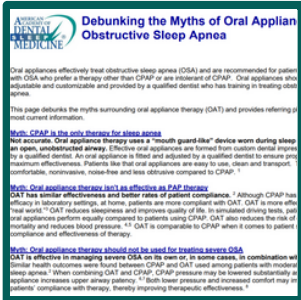 AMERICAN
ACADEMY OF
DENTAL
SLEEP
MEDICINE
Debunking the Myths of Oral Applian
Obstructive Sleep Apnea
Oral appliances effectively treat obstructive sleep apnea (OSA) and are recommended for patien
with OSA who prefer a therapy other than CPAP or are intolerant of CPAP. Oral appliances shou
adjustable and customizable and provided by a qualified dentist who has training in treating obst
apnea.
This page debunks the myths surrounding oral appliance therapy (OAT) and provides referring p
most current information.
Myth: CPAP is the only therapy for sleep apnea
Not accurate. Oral appliance therapy uses a "mouth guard-like" device worn during sleep
an open, unobstructed airway. Effective oral appliances are formed from custom dental impres
by a qualified dentist. An oral appliance is fitted and adjusted by a qualified dentist to ensure pro
maximum effectiveness. Patients like that oral appliances are easy to use, clean and transport.
comfortable, noninvasive, noise-free and less obtrusive compared to CPAP. 1
Myth: Oral appliance therapy isn't as effective as PAP therapy
OAT has similar effectiveness and better rates of patient compliance. 2 Although CPAP has
efficacy in laboratory settings, at home, patients are more compliant with OAT. OAT is more effe
"real world." OAT reduces sleepiness and improves quality of life. In simulated driving tests, pat
oral appliances perform equally compared to patients using CPAP. OAT also reduces the risk of
mortality and reduces blood pressure. OAT is comparable to CPAP when it comes to patient
compliance and effectiveness of therapy.
Myth: Oral appliance therapy should not be used for treating severe OSA
OAT is effective in managing severe OSA on its own or, in some cases, in combination wit
Similar health outcomes were found between CPAP and OAT used among patients with moderat
sleep apnea. When combining OAT and CPAP, CPAP pressure may be lowered substantially a
appliance increases upper airway patency. Both lower pressure and increased comfort may im
patients' compliance with therapy, thereby improving therapeutic effectiveness.